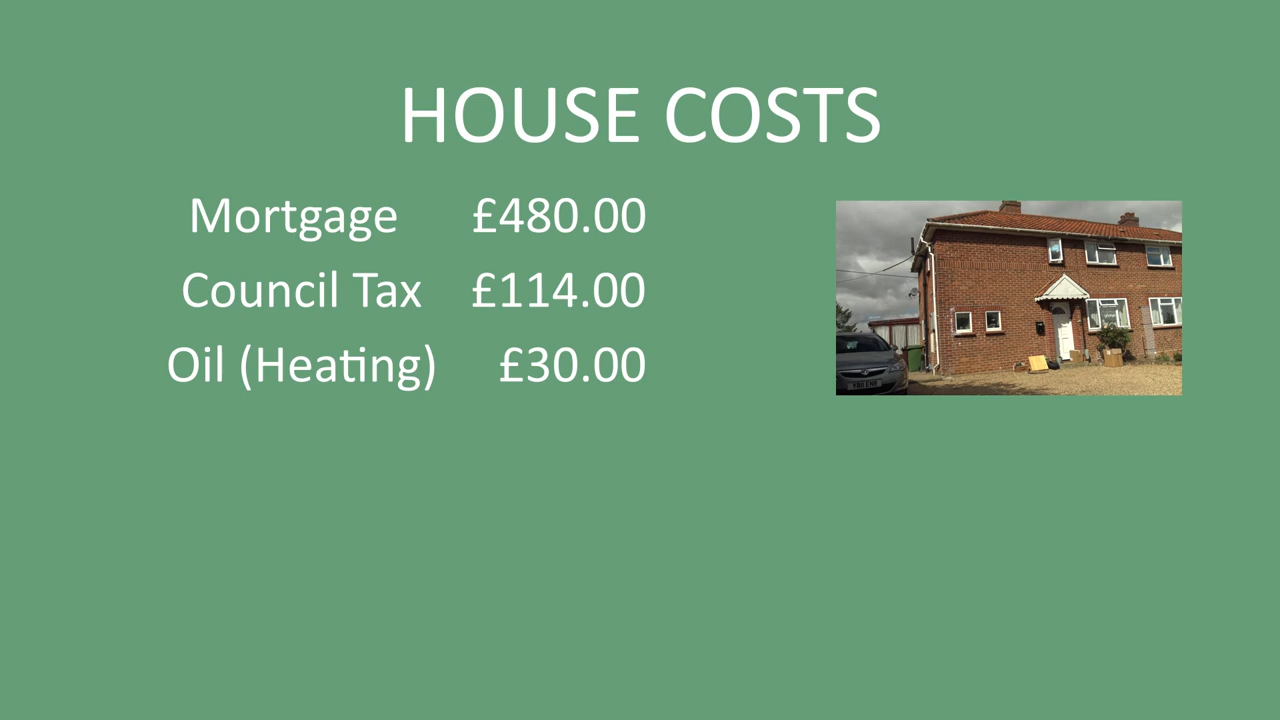 HOUSE COSTS
Mortgage £480.00
Council Tax £114.00
Oil (Heating) £30.00